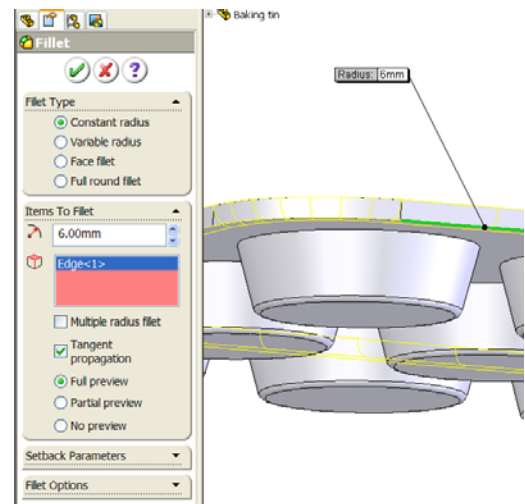 Baking tin
Fillet
Fillet Type
Constant radius
Variable radius
Face fillet
Full round fillet
Items To Fillet
6.00mm
Edge<1>
Multiple radius fillet
Tangent
propagation
Full preview
Partial preview
No preview
Setback Parameters
Fillet Options
Radius: 6mm